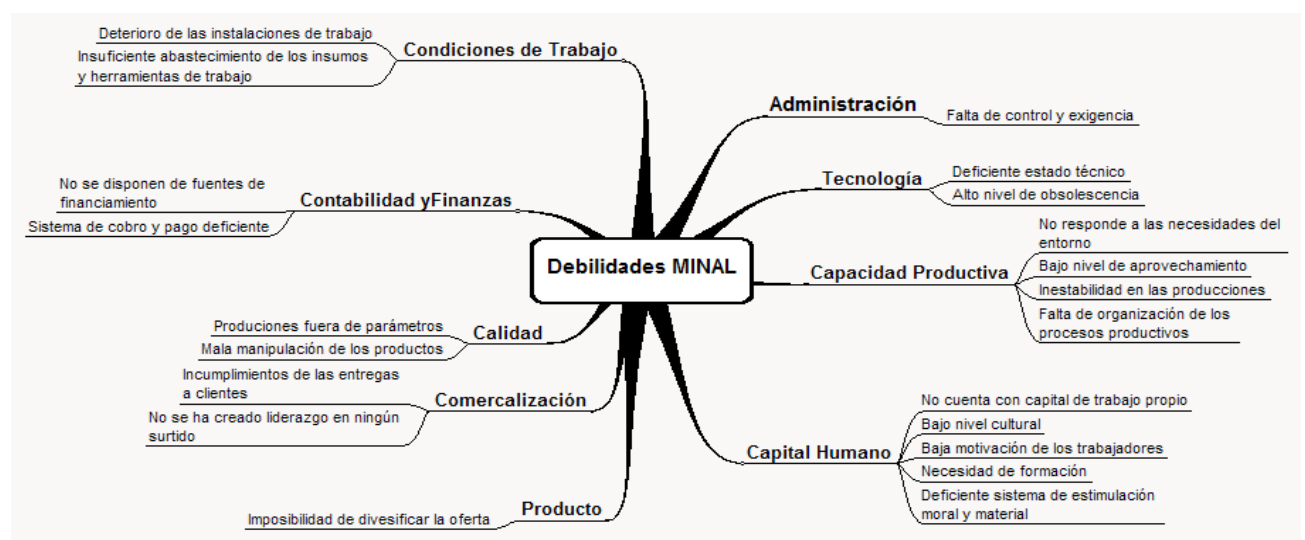 Deterioro de las instalaciones de trabajo
Insuficiente abastecimiento de los insumos
y herramientas de trabajo
Condiciones de Trabajo
No se disponen de fuentes de
financiamiento
Sistema de cobro y pago deficiente
Contabilidad yFinanzas
Produciones fuera de parámetros
Mala manipulación de los productos
Calidad
Incumplimientos de las entregas
a clientes
No se ha creado liderazgo en ningún
surtido
Comercalización
Imposibilidad de divesificar la oferta
Producto
Debilidades MINAL
Administración
Falta de control y exigencia
Tecnología
Deficiente estado técnico
Alto nivel de obsolescencia
Capacidad Productiva
No responde a las necesidades del
entorno
Bajo nivel de aprovechamiento
Inestabilidad en las producciones
Falta de organización de los
procesos productivos
Capital Humano
No cuenta con capital de trabajo propio
Bajo nivel cultural
Baja motivación de los trabajadores
Necesidad de formación
Deficiente sistema de estimulación
moral y material